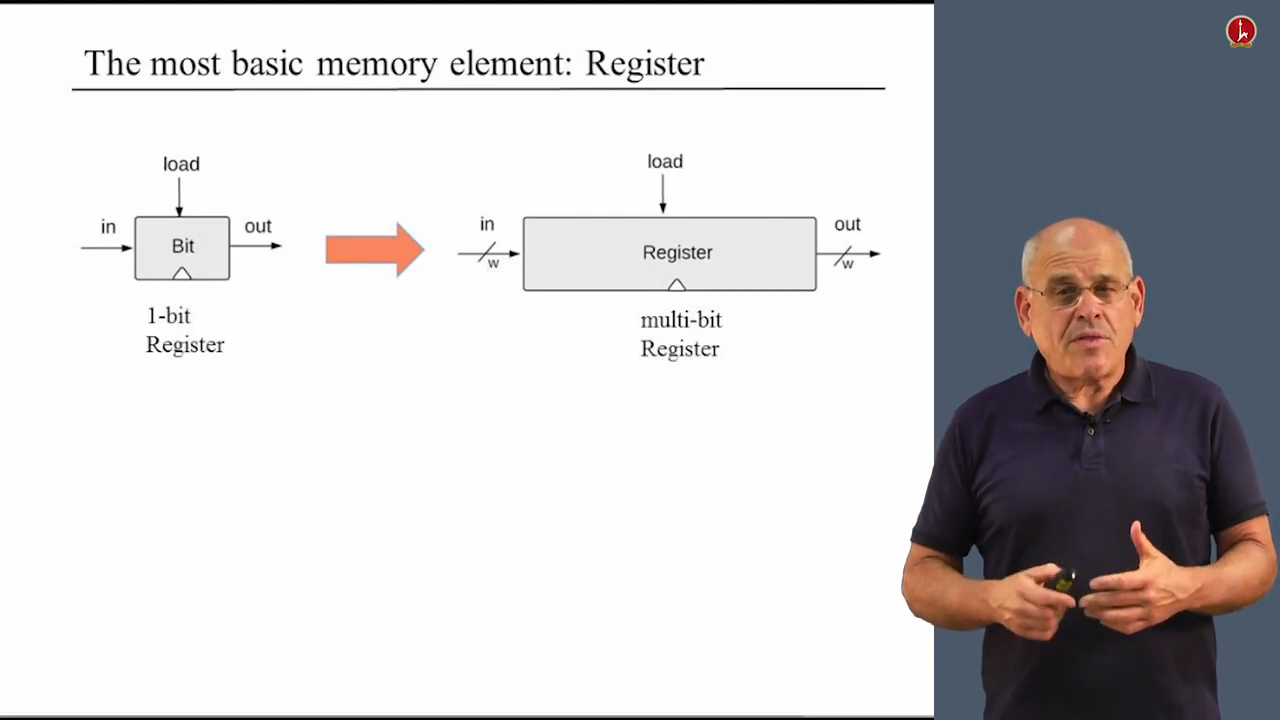 The most basic memory element: Register
load
in
out
Bit
1-bit
Register
load
in
out
w
w
Register
multi-bit
Register